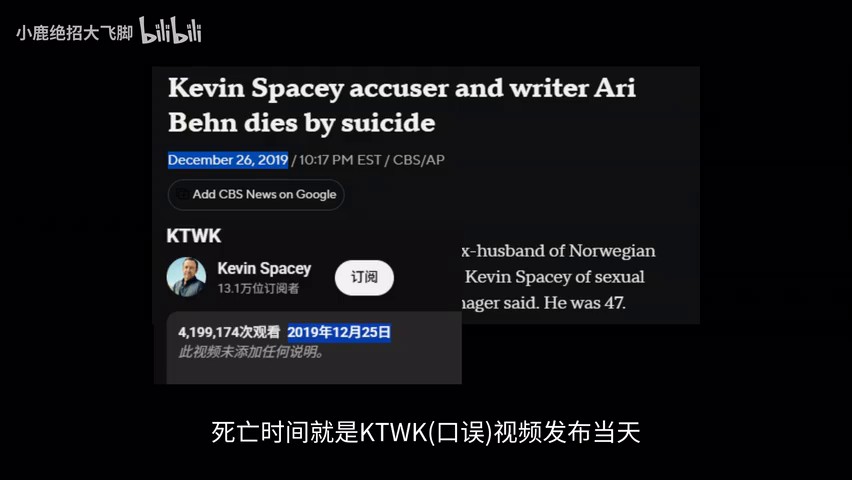 小鹿绝招大飞脚 bilibili
Kevin Spacey accuser and writer Ari
Behn dies by suicide
December 26, 2019 / 10:17 PM EST / CBS/AP
Add CBS News on Google
x-husband of Norwegian
Kevin Spacey of sexual
nager said. He was 47.
KTWK
Kevin Spacey
13.1万位订阅者
订阅
4,199,174次观看 2019年12月25日
此视频未添加任何说明。
死亡时间就是KTWK(口误)视频发布当天